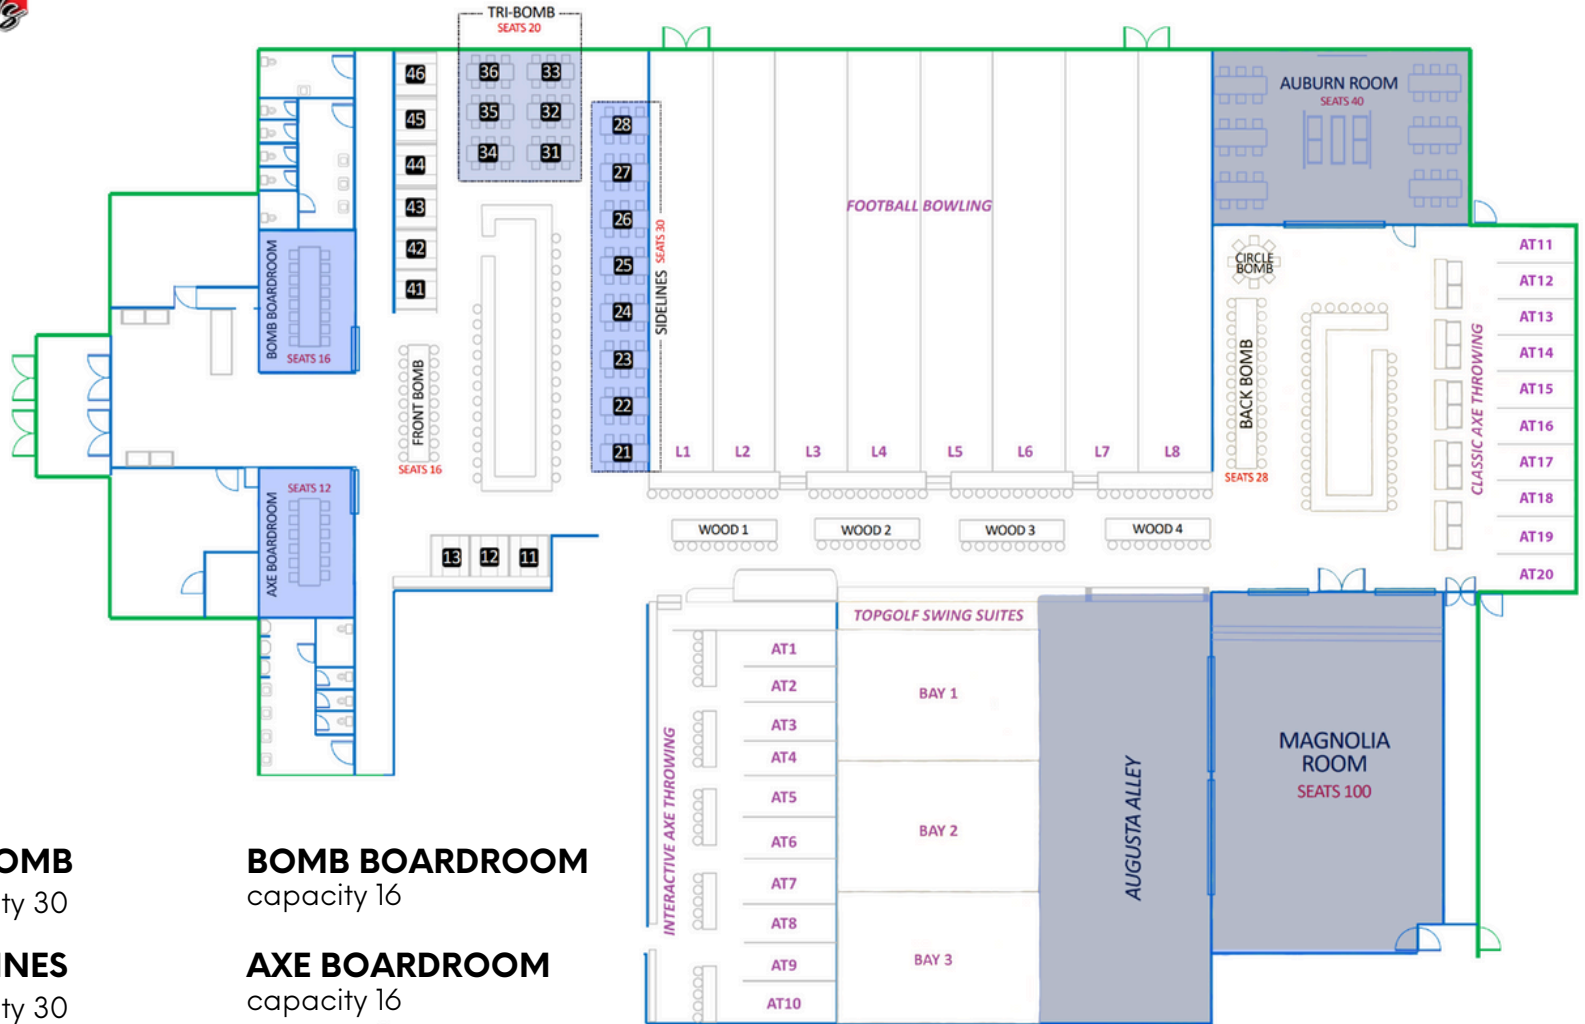 TRI-BOMB
SEATS 20
46
45
44
43
42
41
36
33
35
32
34
31
28
27
26
25
24
23
22
21
SIDELINES SEATS 30
FOOTBALL BOWLING
L1
L2
L3
L4
L5
L6
L7
L8
AUBURN ROOM
SEATS 40
BOMB BOARDROOM
SEATS 16
FRONT BOMB
SEATS 16
AXE BOARDROOM
SEATS 12
13
12
11
WOOD 1
WOOD 2
WOOD 3
WOOD 4
CIRCLE
BOMB
BACK BOMB
SEATS 28
CLASSIC AXE THROWING
AT11
AT12
AT13
AT14
AT15
AT16
AT17
AT18
AT19
AT20
TOPGOLF SWING SUITES
INTERACTIVE AXE THROWING
AT1
AT2
AT3
AT4
AT5
AT6
AT7
AT8
AT9
AT10
BAY 1
BAY 2
BAY 3
AUGUSTA ALLEY
MAGNOLIA
ROOM
SEATS 100
OMB
ty 30
INES
ty 30
BOMB BOARDROOM
capacity 16
AXE BOARDROOM
capacity 16